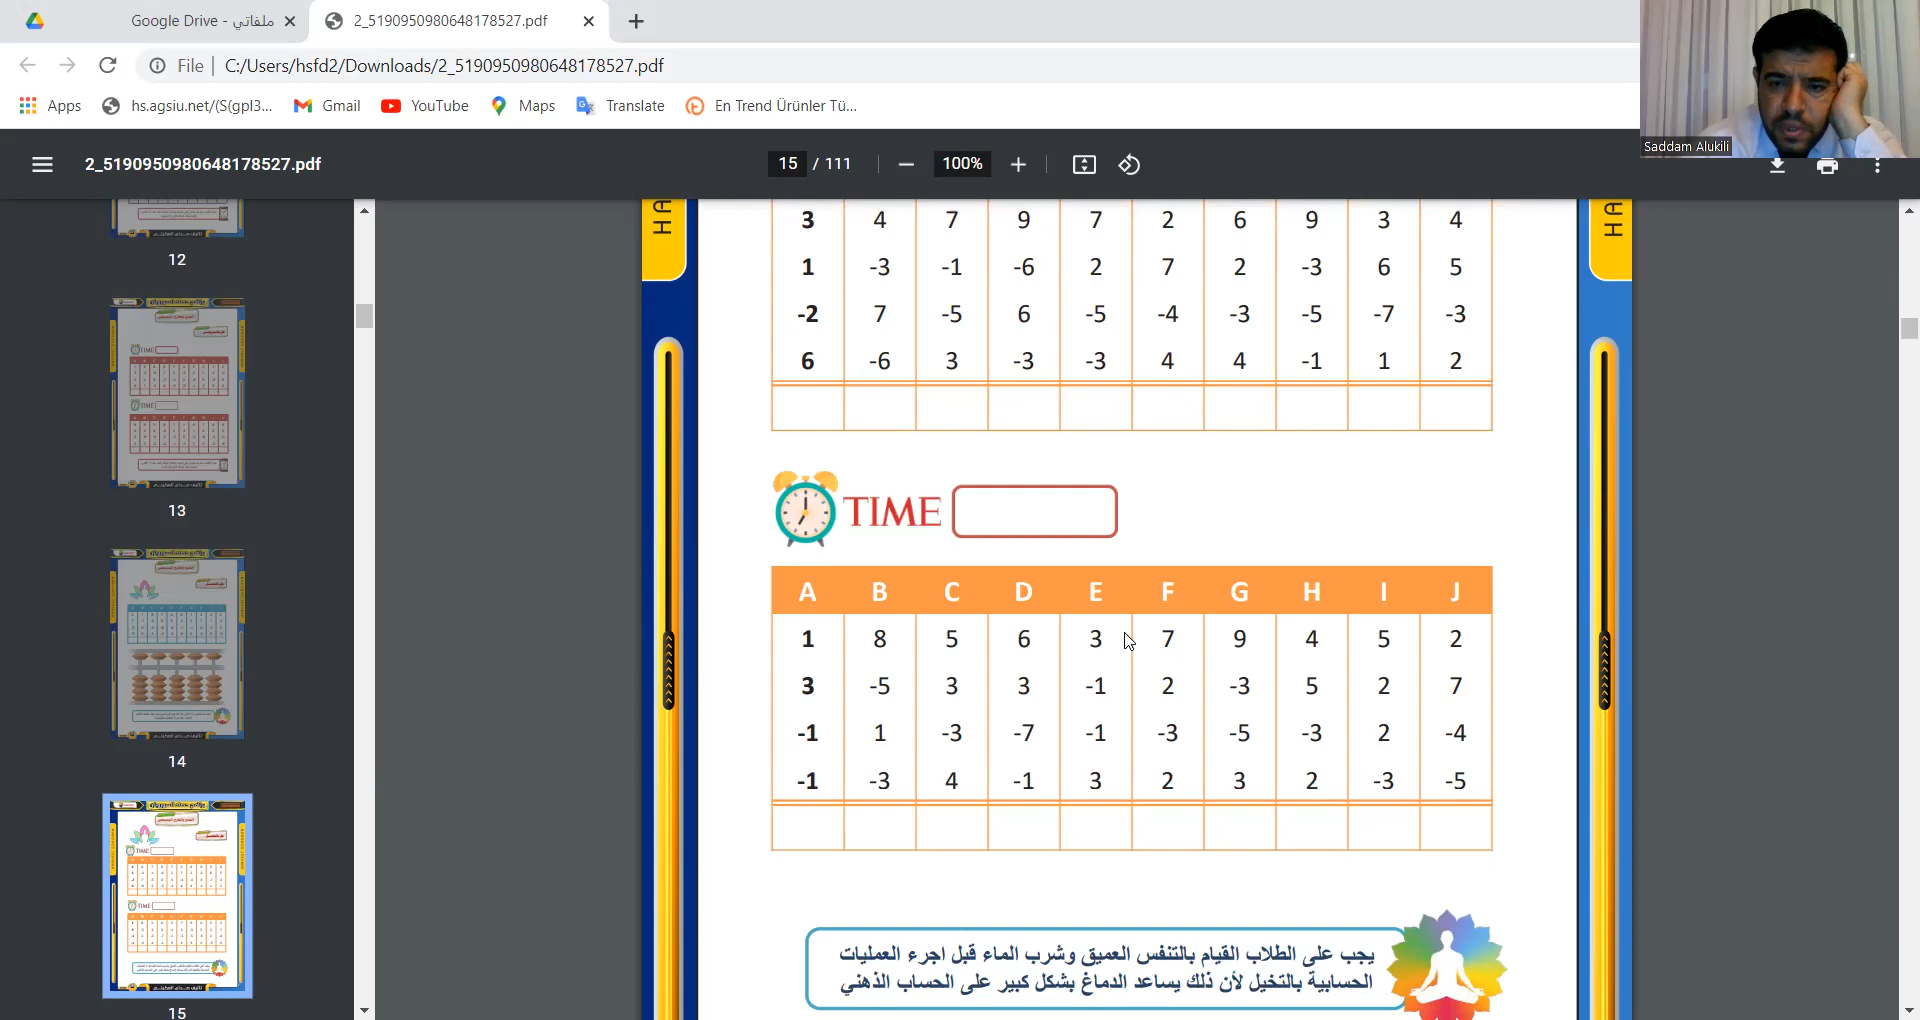 Google Drive - ملفاتي
2_5190950980648178527.pdf
File | C:/Users/hsfd2/Downloads/2_5190950980648178527.pdf
Apps hs.agsiu.net/(S(gpl3... Gmail YouTube Maps Translate En Trend Ürünler Tü...
Saddam Alukili
2_5190950980648178527.pdf 15 / 111 100%
12
13
14
15
HA
HA
3 4 7 9 7 2 6 9 3 4
1 -3 -1 -6 2 7 2 -3 6 5
-2 7 -5 6 -5 -4 -3 -5 -7 -3
6 -6 3 -3 -3 4 4 -1 1 2
TIME
A B C D E F G H I J
1 8 5 6 3 7 9 4 5 2
3 -5 3 3 -1 2 -3 5 2 7
-1 1 -3 -7 -1 -3 -5 -3 2 -4
-1 -3 4 -1 3 2 3 2 -3 -5
يجب على الطلاب القيام بالتنفس العميق وشرب الماء قبل اجرء العمليات
الحسابية بالتخيل لأن ذلك يساعد الدماغ بشكل كبير على الحساب الذهني